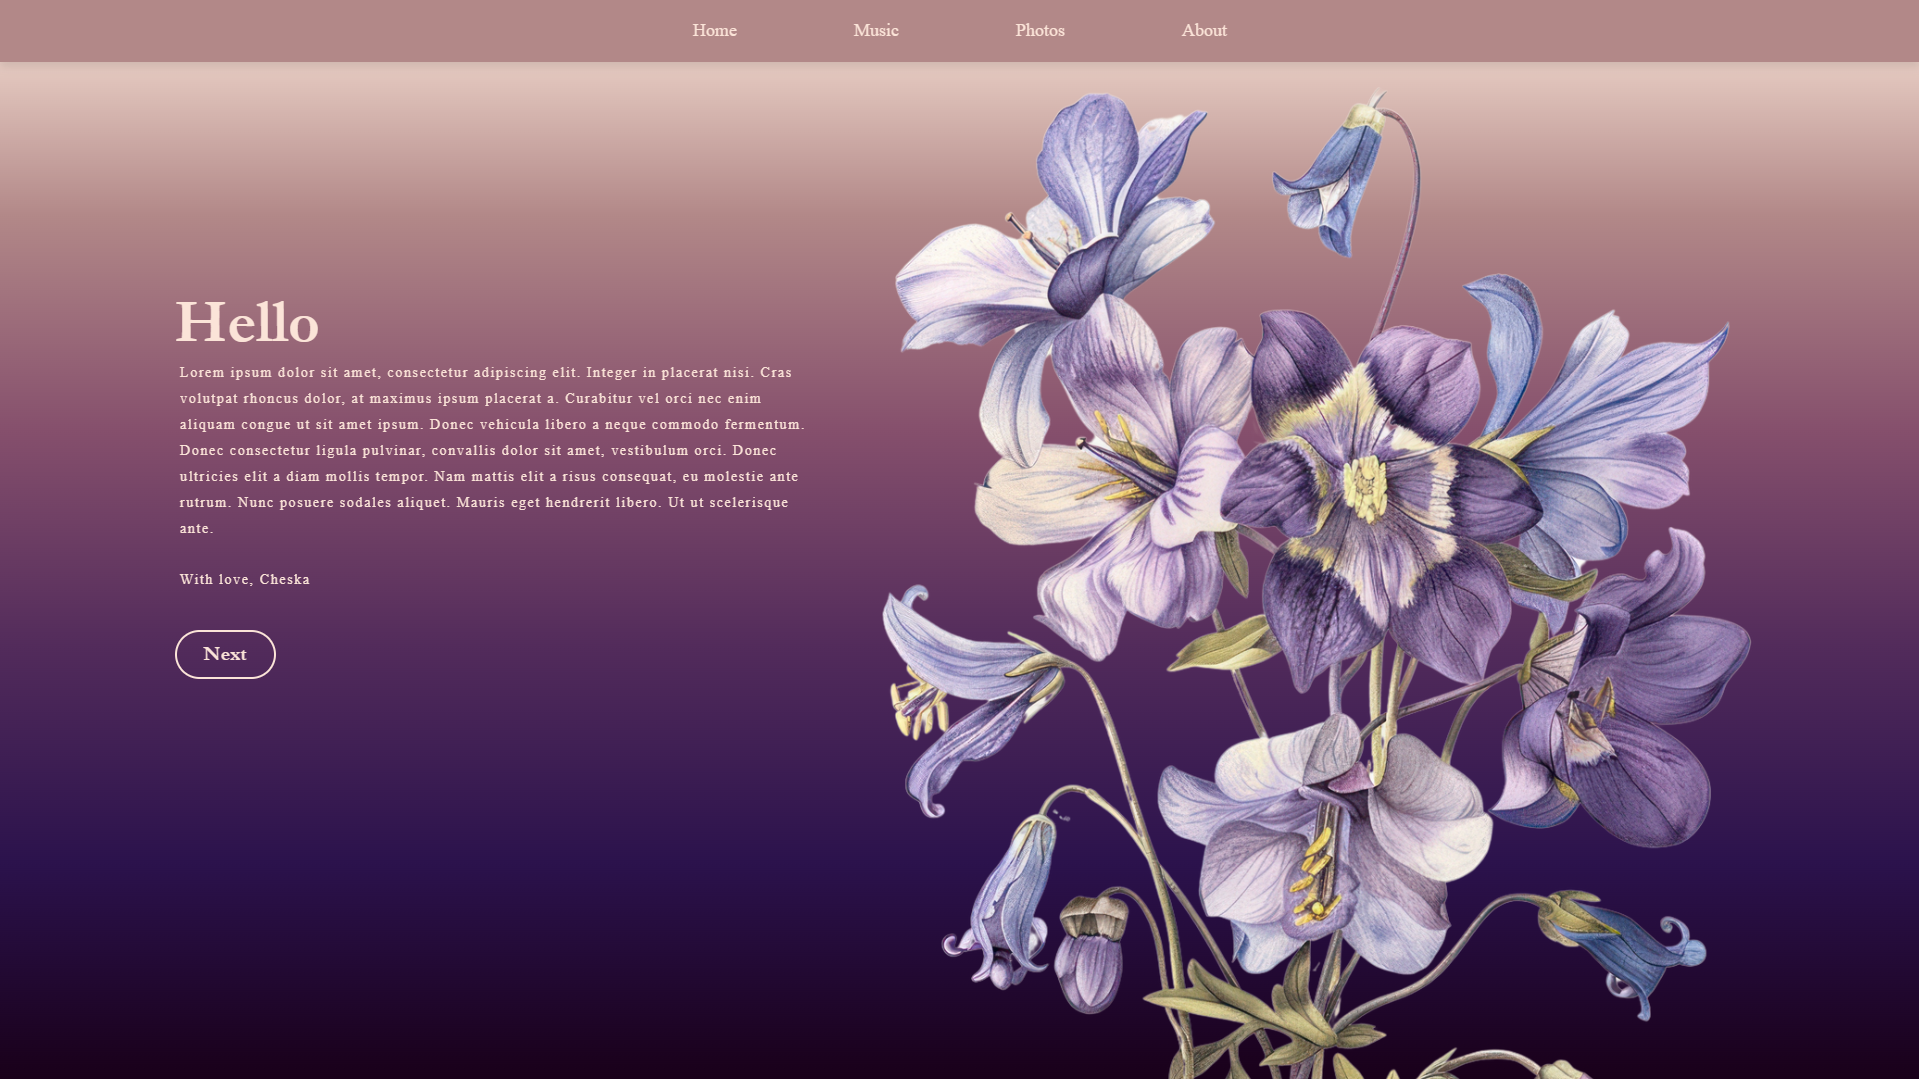 Home Music Photos About
Hello
Lorem ipsum dolor sit amet, consectetur adipiscing elit. Integer in placerat nisi. Cras
volutpat rhoncus dolor, at maximus ipsum placerat a. Curabitur vel orci nec enim
aliquam congue ut sit amet ipsum. Donec vehicula libero a neque commodo fermentum.
Donec consectetur ligula pulvinar, convallis dolor sit amet, vestibulum orci. Donec
ultricies elit a diam mollis tempor. Nam mattis elit a risus consequat, eu molestie ante
rutrum. Nunc posuere sodales aliquet. Mauris eget hendrerit libero. Ut ut scelerisque
ante.
With love, Cheska
Next